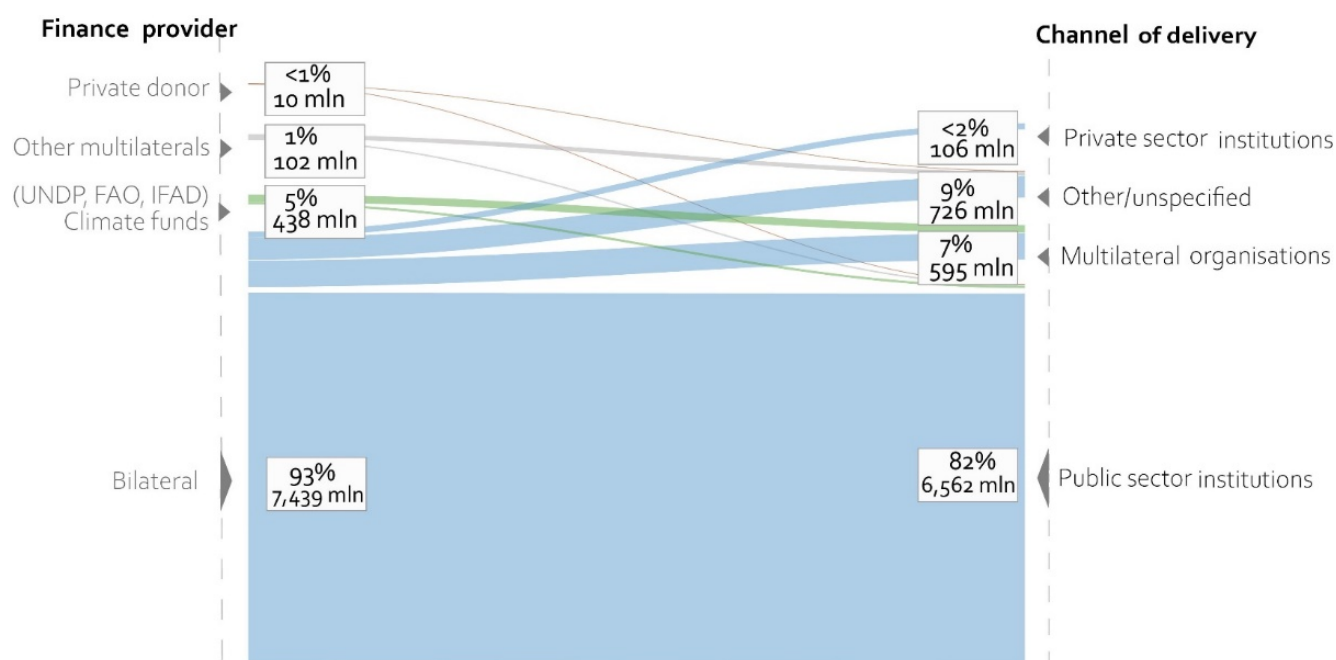 Finance provider
Channel of delivery
Private donor
<1%
10 mln
Other multilaterals
1%
102 mln
(UNDP, FAO, IFAD)
Climate funds
5%
438 mln
Bilateral
93%
7,439 mln
<2%
106 mln
Private sector institutions
9%
726 mln
Other/unspecified
7%
595 mln
Multilateral organisations
82%
6,562 mln
Public sector institutions